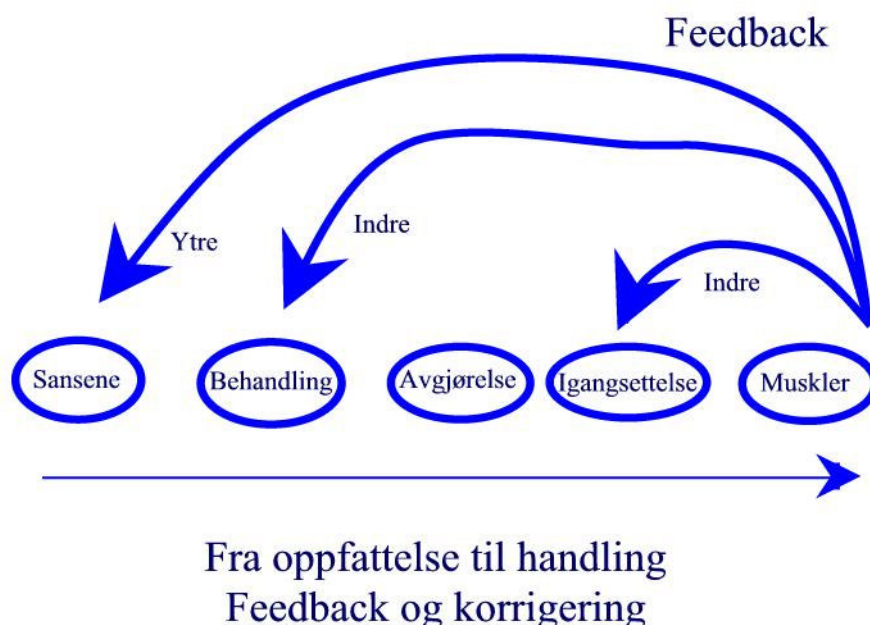 Feedback
Ytre
Indre
Indre
Sansene
Behandling
Avgjørelse
Igangsettelse
Muskler
Fra oppfattelse til handling
Feedback og korrigering